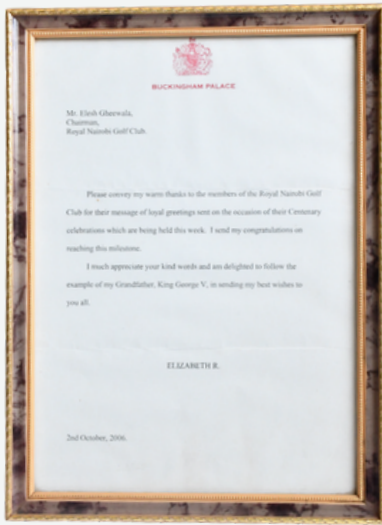 BUCKINGHAM PALACE
Mr. Elesh Gheewala,
Chairman,
Royal Nairobi Golf Club.
Please convey my warm thanks to the members of the Royal Nairobi Golf
Club for their message of loyal greetings sent on the occasion of their Centenary
celebrations which are being held this week. I send my congratulations on
reaching this milestone.
I much appreciate your kind words and am delighted to follow the
example of my Grandfather, King George V, in sending my best wishes to
you all.
ELIZABETH R.
2nd October, 2006.